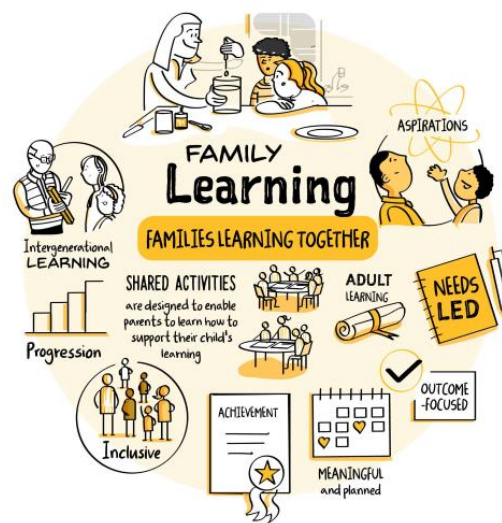 FAMILY
Learning
FAMILIES LEARNING TOGETHER
ASPIRATIONS
Intergenerational
LEARNING
SHARED ACTIVITIES
are designed to enable
parents to learn how to
support their child's
learning
ADULT
LEARNING
NEEDS
LED
Progression
OUTCOME
-FOCUSED
Inclusive
ACHIEVEMENT
MEANINGFUL
and planned